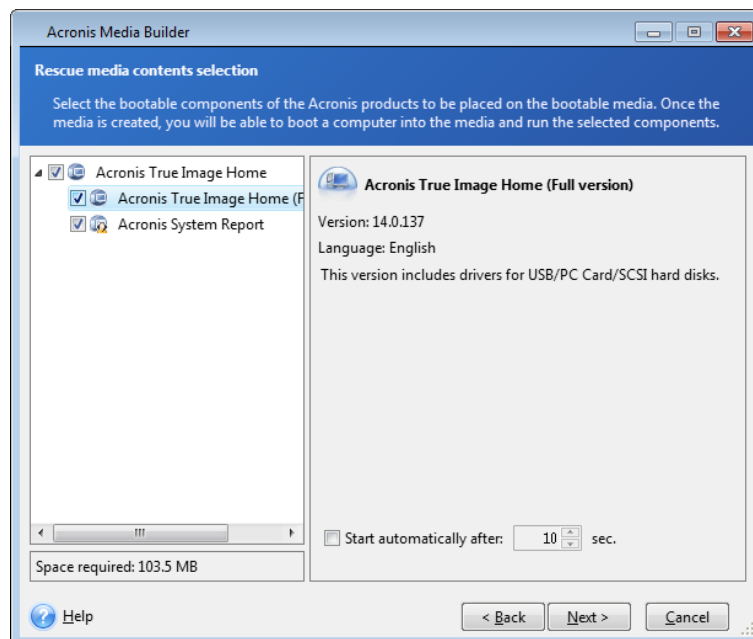 Acronis Media Builder
Rescue media contents selection
Select the bootable components of the Acronis products to be placed on the bootable media. Once the
media is created, you will be able to boot a computer into the media and run the selected components.
Acronis True Image Home
Acronis True Image Home (F
Acronis System Report
Space required: 103.5 MB
Acronis True Image Home (Full version)
Version: 14.0.137
Language: English
This version includes drivers for USB/PC Card/SCSI hard disks.
Start automatically after: 10 sec.
Help
< Back Next > Cancel